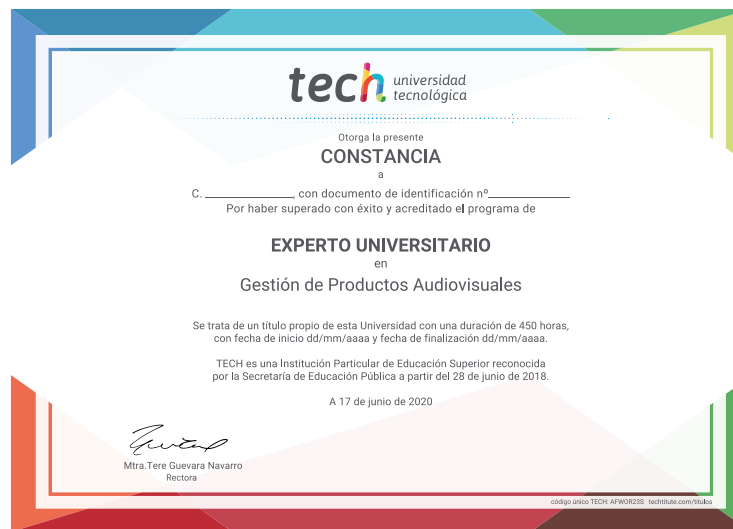 tech universidad
tecnológica
Otorga la presente
CONSTANCIA
a
C. ______________, con documento de identificación nº______________
Por haber superado con éxito y acreditado el programa de
EXPERTO UNIVERSITARIO
en
Gestión de Productos Audiovisuales
Se trata de un título propio de esta Universidad con una duración de 450 horas,
con fecha de inicio dd/mm/aaaa y fecha de finalización dd/mm/aaaa.
TECH es una Institución Particular de Educación Superior reconocida
por la Secretaría de Educación Pública a partir del 28 de junio de 2018.
A 17 de junio de 2020
Mtra.Tere Guevara Navarro
Rectora
código único TECH: AFWOR23S techtitute.com/titulos